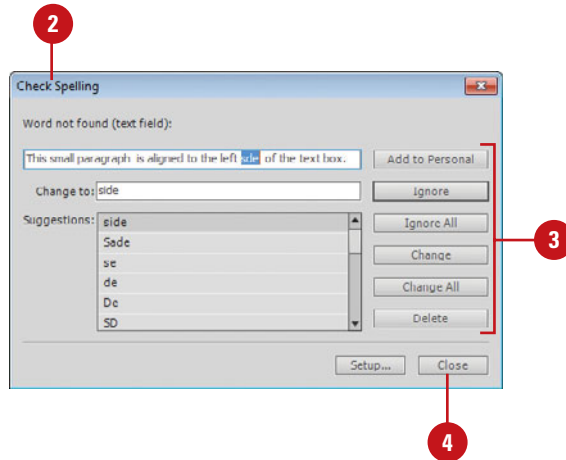 2
Check Spelling
Word not found (text field):
This small paragraph is aligned to the left sde of the text box.
Add to Personal
Change to: side
Ignore
Suggestions: side
Sade
se
de
De
SD
Ignore All
Change
Change All
Delete
3
Setup... Close
4